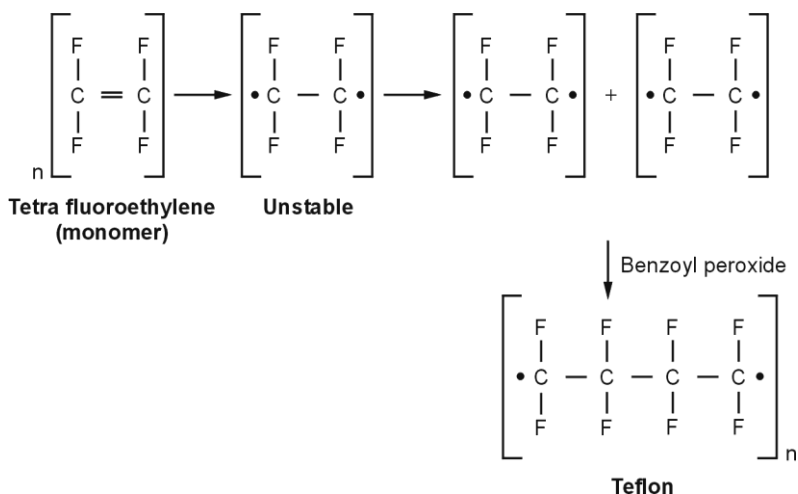 F F F F F F F F
• C — C • • C — C • + • C — C •
C = C
F F F F F F F F
n
Tetra fluoroethylene
(monomer)
Unstable
Benzoyl peroxide
F F F F
• C — C — C — C •
F F F F
n
Teflon